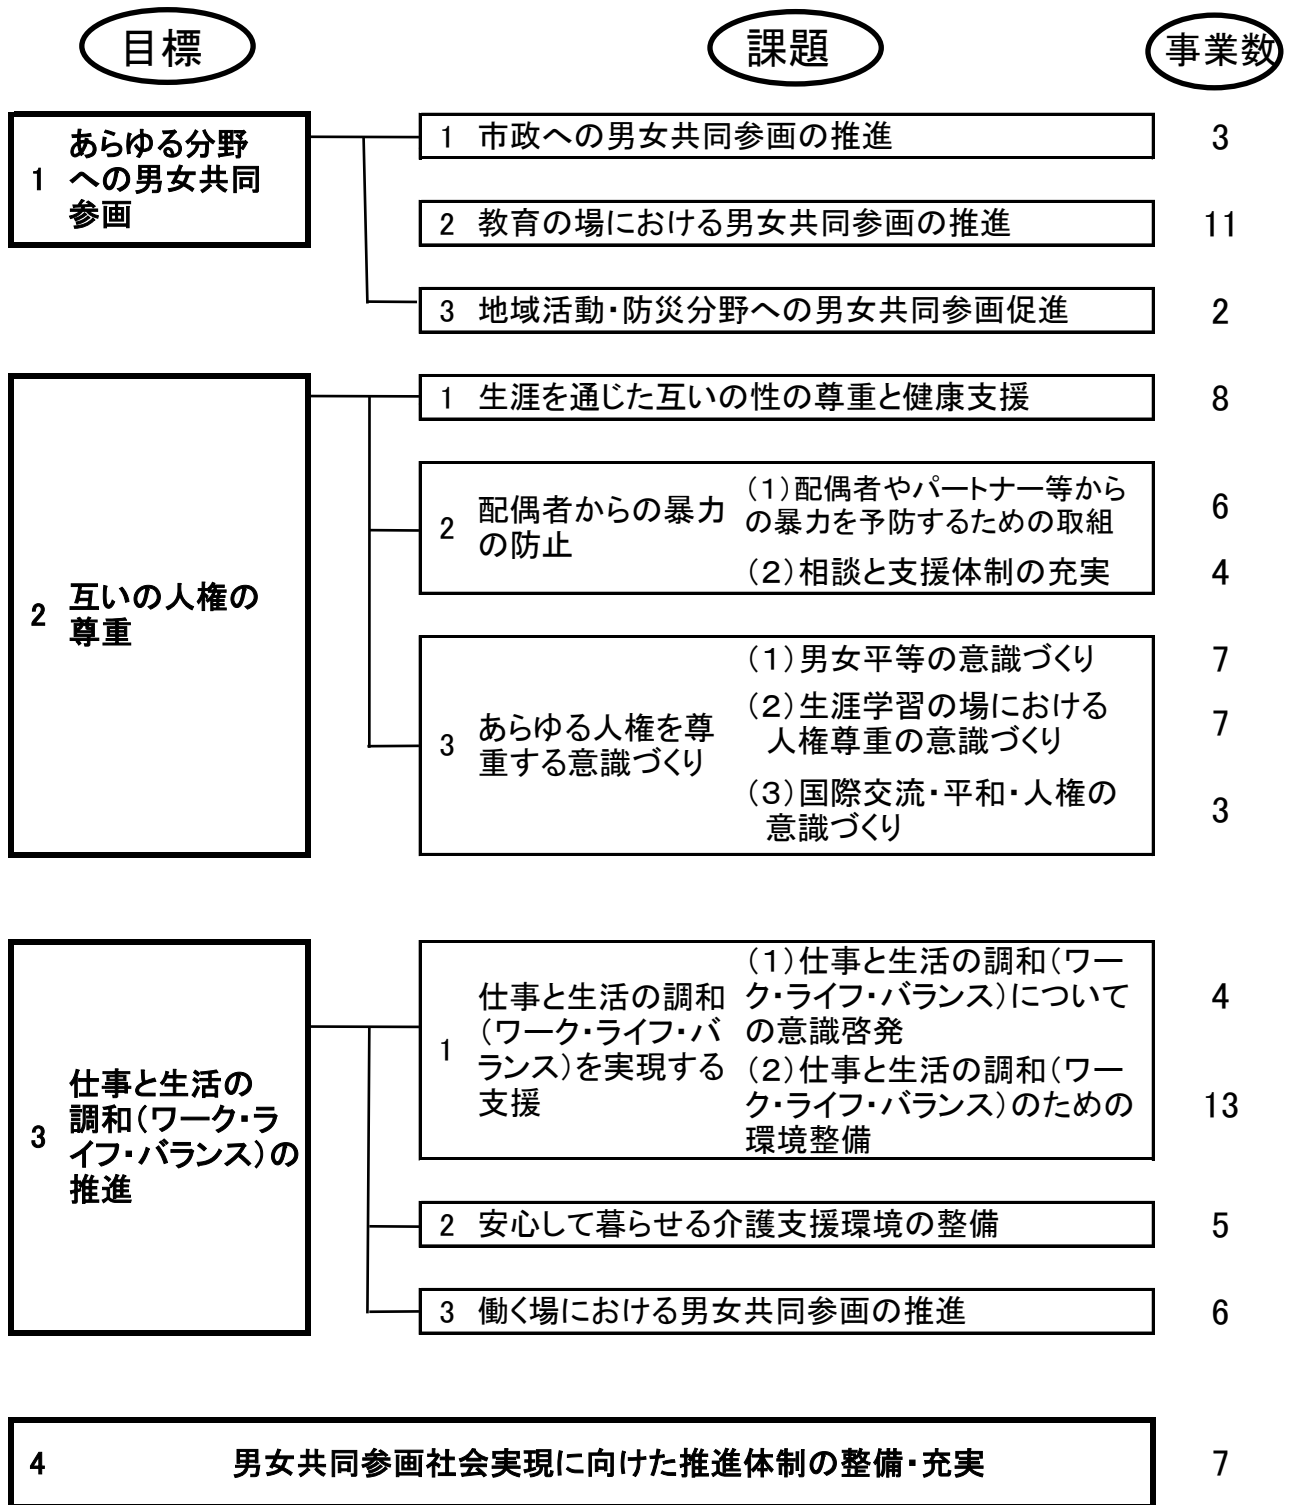 目標
課題
事業数
1
あらゆる分野
への男女共同
参画
1 市政への男女共同参画の推進 3
2 教育の場における男女共同参画の推進 11
3 地域活動・防災分野への男女共同参画促進 2
2
互いの人権の
尊重
1 生涯を通じた互いの性の尊重と健康支援 8
2
配偶者からの暴力
の防止
（1）配偶者やパートナー等から
の暴力を予防するための取組
6
（2）相談と支援体制の充実 4
3
あらゆる人権を尊
重する意識づくり
（1）男女平等の意識づくり 7
（2）生涯学習の場における
人権尊重の意識づくり
7
（3）国際交流・平和・人権の
意識づくり
3
3
仕事と生活の
調和（ワーク・ラ
イフ・バランス）の
推進
1
仕事と生活の調和
（ワーク・ライフ・バ
ランス）を実現する
支援
（1）仕事と生活の調和（ワー
ク・ライフ・バランス）について
の意識啓発
4
（2）仕事と生活の調和（ワー
ク・ライフ・バランス）のための
環境整備
13
2 安心して暮らせる介護支援環境の整備 5
3 働く場における男女共同参画の推進 6
4 男女共同参画社会実現に向けた推進体制の整備・充実 7